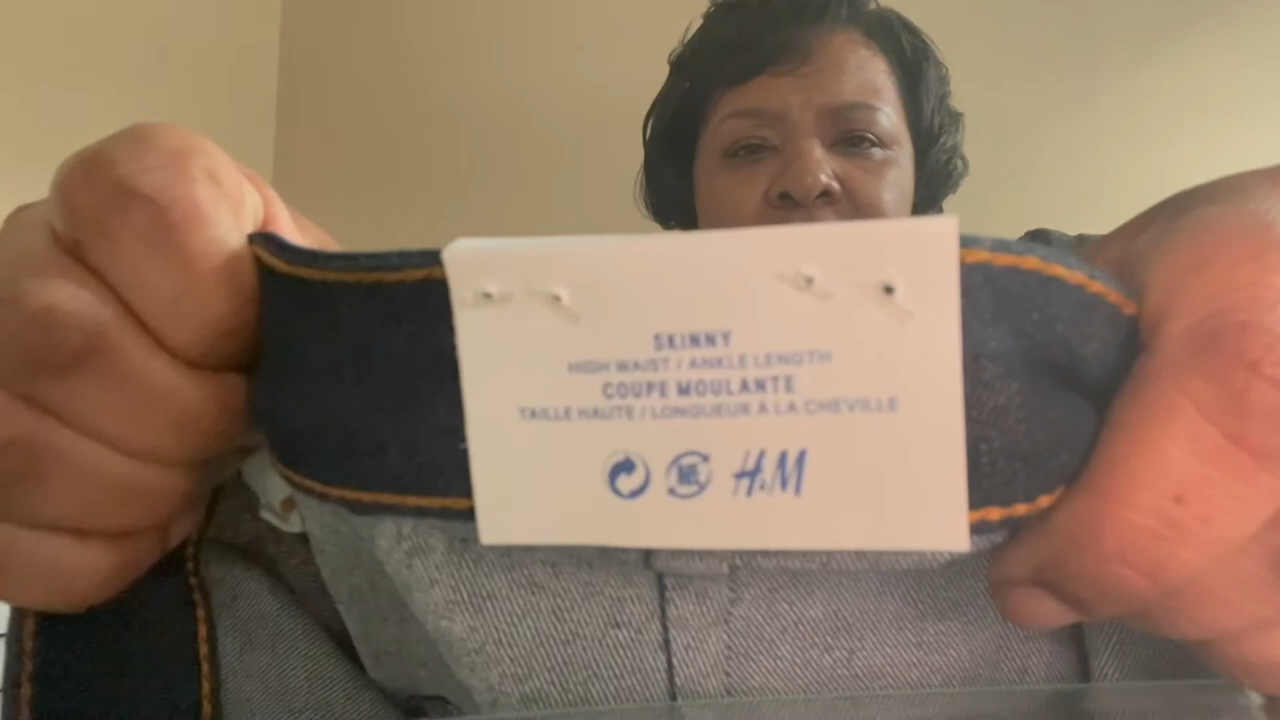 SKINNY
HIGH WAIST / ANKLE LENGTH
COUPE MOULANTE
TAILLE HAUTE / LONGUEUR À LA CHEVILLE
H&M